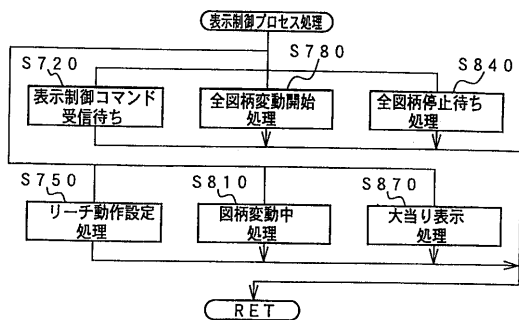 表示制御プロセス処理
S720
S780
S840
表示制御コマンド
受信待ち
全図柄変動開始
処理
全図柄停止待ち
処理
S750
S810
S870
リーチ動作設定
処理
図柄変動中
処理
大当り表示
処理
RET